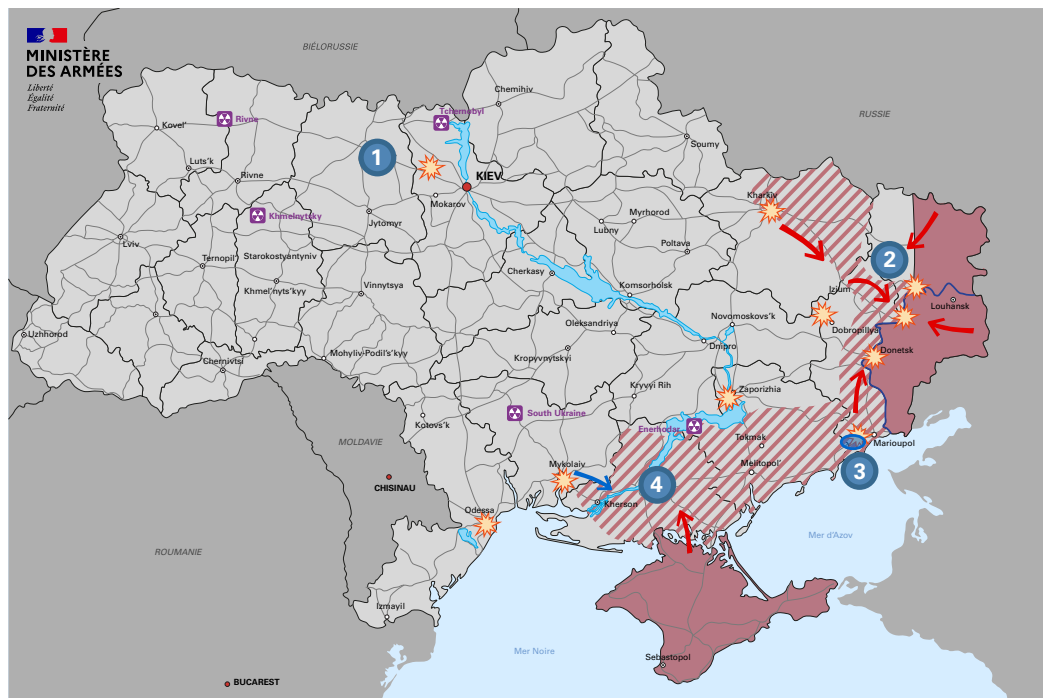 MINISTÈRE
DES ARMÉES
Liberté
Égalité
Fraternité
BIÉLORUSSIE
RUSSIE
Chernihiv
Tchernobyl
Rivne
Kovel'
Soumy
1
Luts'k
Rivne
KIEV
Kharkiv
Mokarov
Khmelnytsky
Jytomyr
Myrhorod
Lubny
Lviv
Poltava
Ternopil'
Starokostyantyniv
2
Cherkasy
Khmel'nyts'kyy
Vinnytsya
Komsorholsk
Izium
Louhansk
Uzhhorod
Oleksandriya
Novomoskovs'k
Dobropillya
Chernivtsi
Mohyliv-Podil's'kyy
Kropyvnytskyi
Dnipro
Donetsk
Kryvyi Rih
Zaporizhia
Kotovs'k
South Ukraine
Enerhodar
Tokmak
Marioupol
MOLDAVIE
Mykolaiv
Melitopol'
3
CHISINAU
4
Kherson
Odessa
Mer d'Azov
ROUMANIE
Izmayil
Mer Noire
Sebastopol
BUCAREST